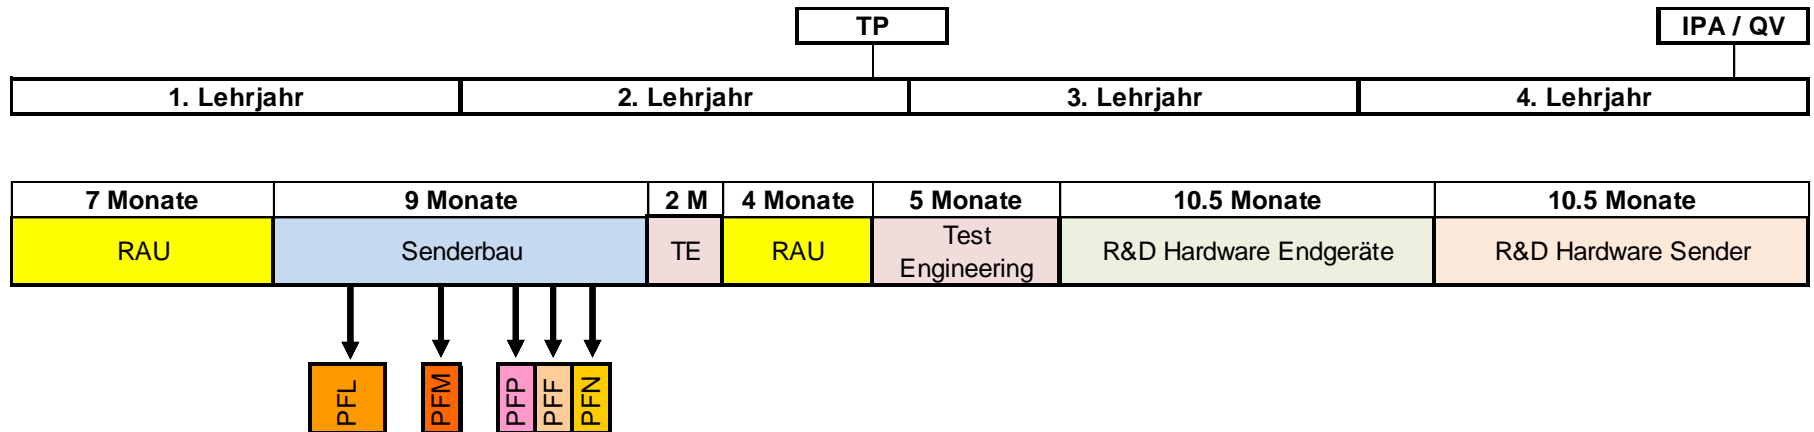 TP
IPA / QV
1. Lehrjahr
2. Lehrjahr
3. Lehrjahr
4. Lehrjahr
7 Monate
9 Monate
2 M
4 Monate
5 Monate
10.5 Monate
10.5 Monate
RAU
Senderbau
TE
RAU
Test
Engineering
R&D Hardware Endgeräte
R&D Hardware Sender
PFL
PFM
PFP
PFF
PFN